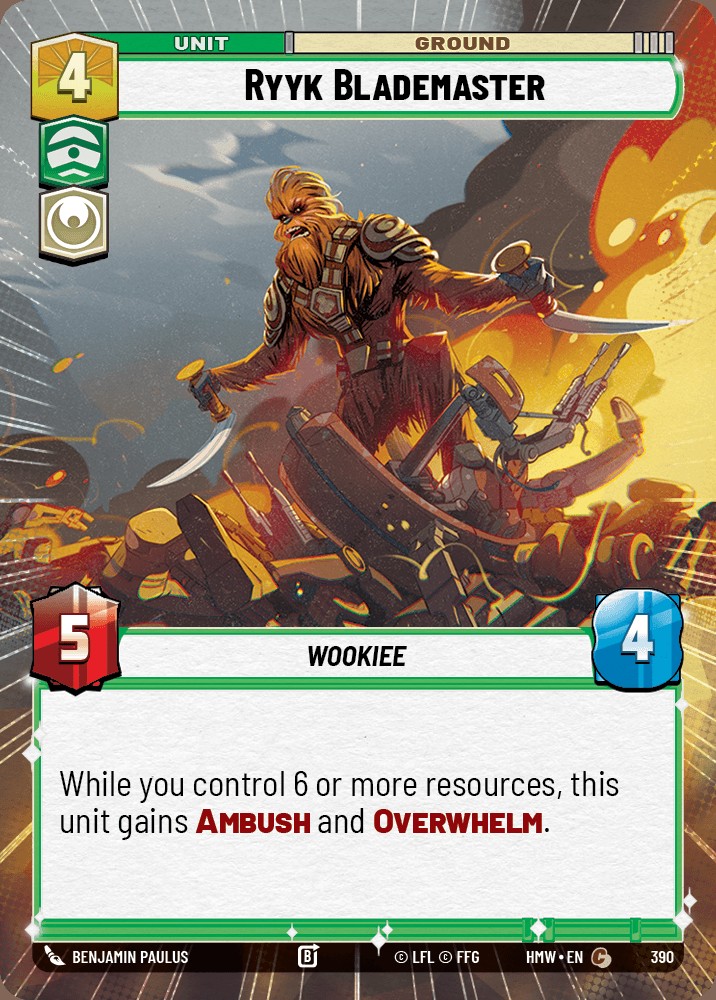 UNIT
GROUND
4
RYYK BLADEMASTER
5
WOOKIEE
4
While you control 6 or more resources, this
unit gains AMBUSH and OVERWHELM.
BENJAMIN PAULUS
B
© LFL © FFG
HMW • EN
C
390